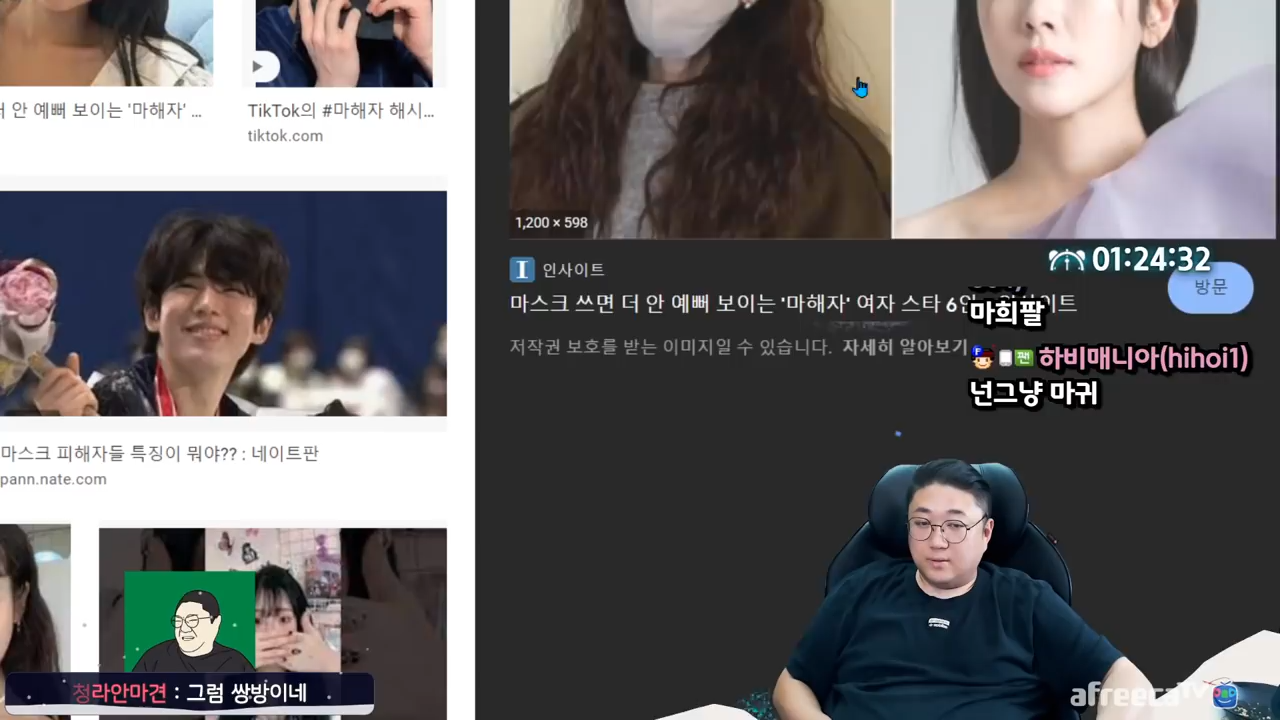 더 안 예뻐 보이는 '마해자' ...
TikTok의 #마해자 해시...
tiktok.com
마스크 피해자들 특징이 뭐야?? : 네이트판
pann.nate.com
청라안마견 : 그럼 쌍방이네
1,200 × 598
I 인사이트
마스크 쓰면 더 안 예뻐 보이는 '마해자' 여자 스타 6
이트
저작권 보호를 받는 이미지일 수 있습니다. 자세히 알아보기
01:24:32
방문
마희팔
F 팬 하비매니아(hihoi1)
넌그냥 마귀
afreecaTV